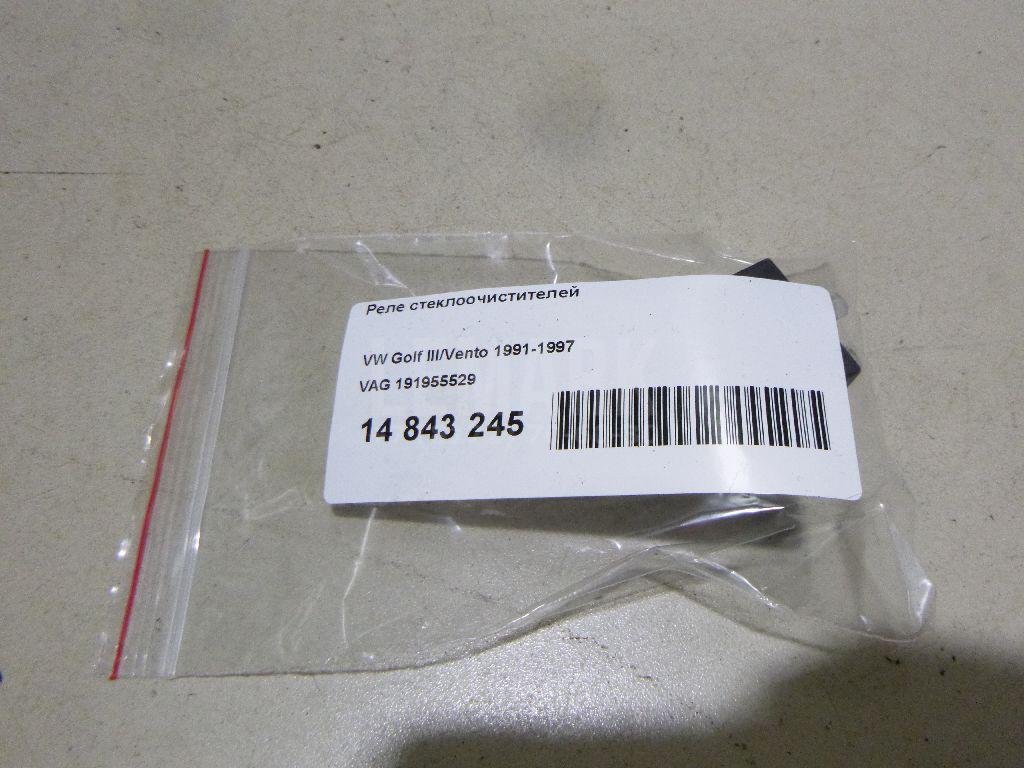 Реле стеклоочистителей
VW Golf III/Vento 1991-1997
VAG 191955529
14 843 245